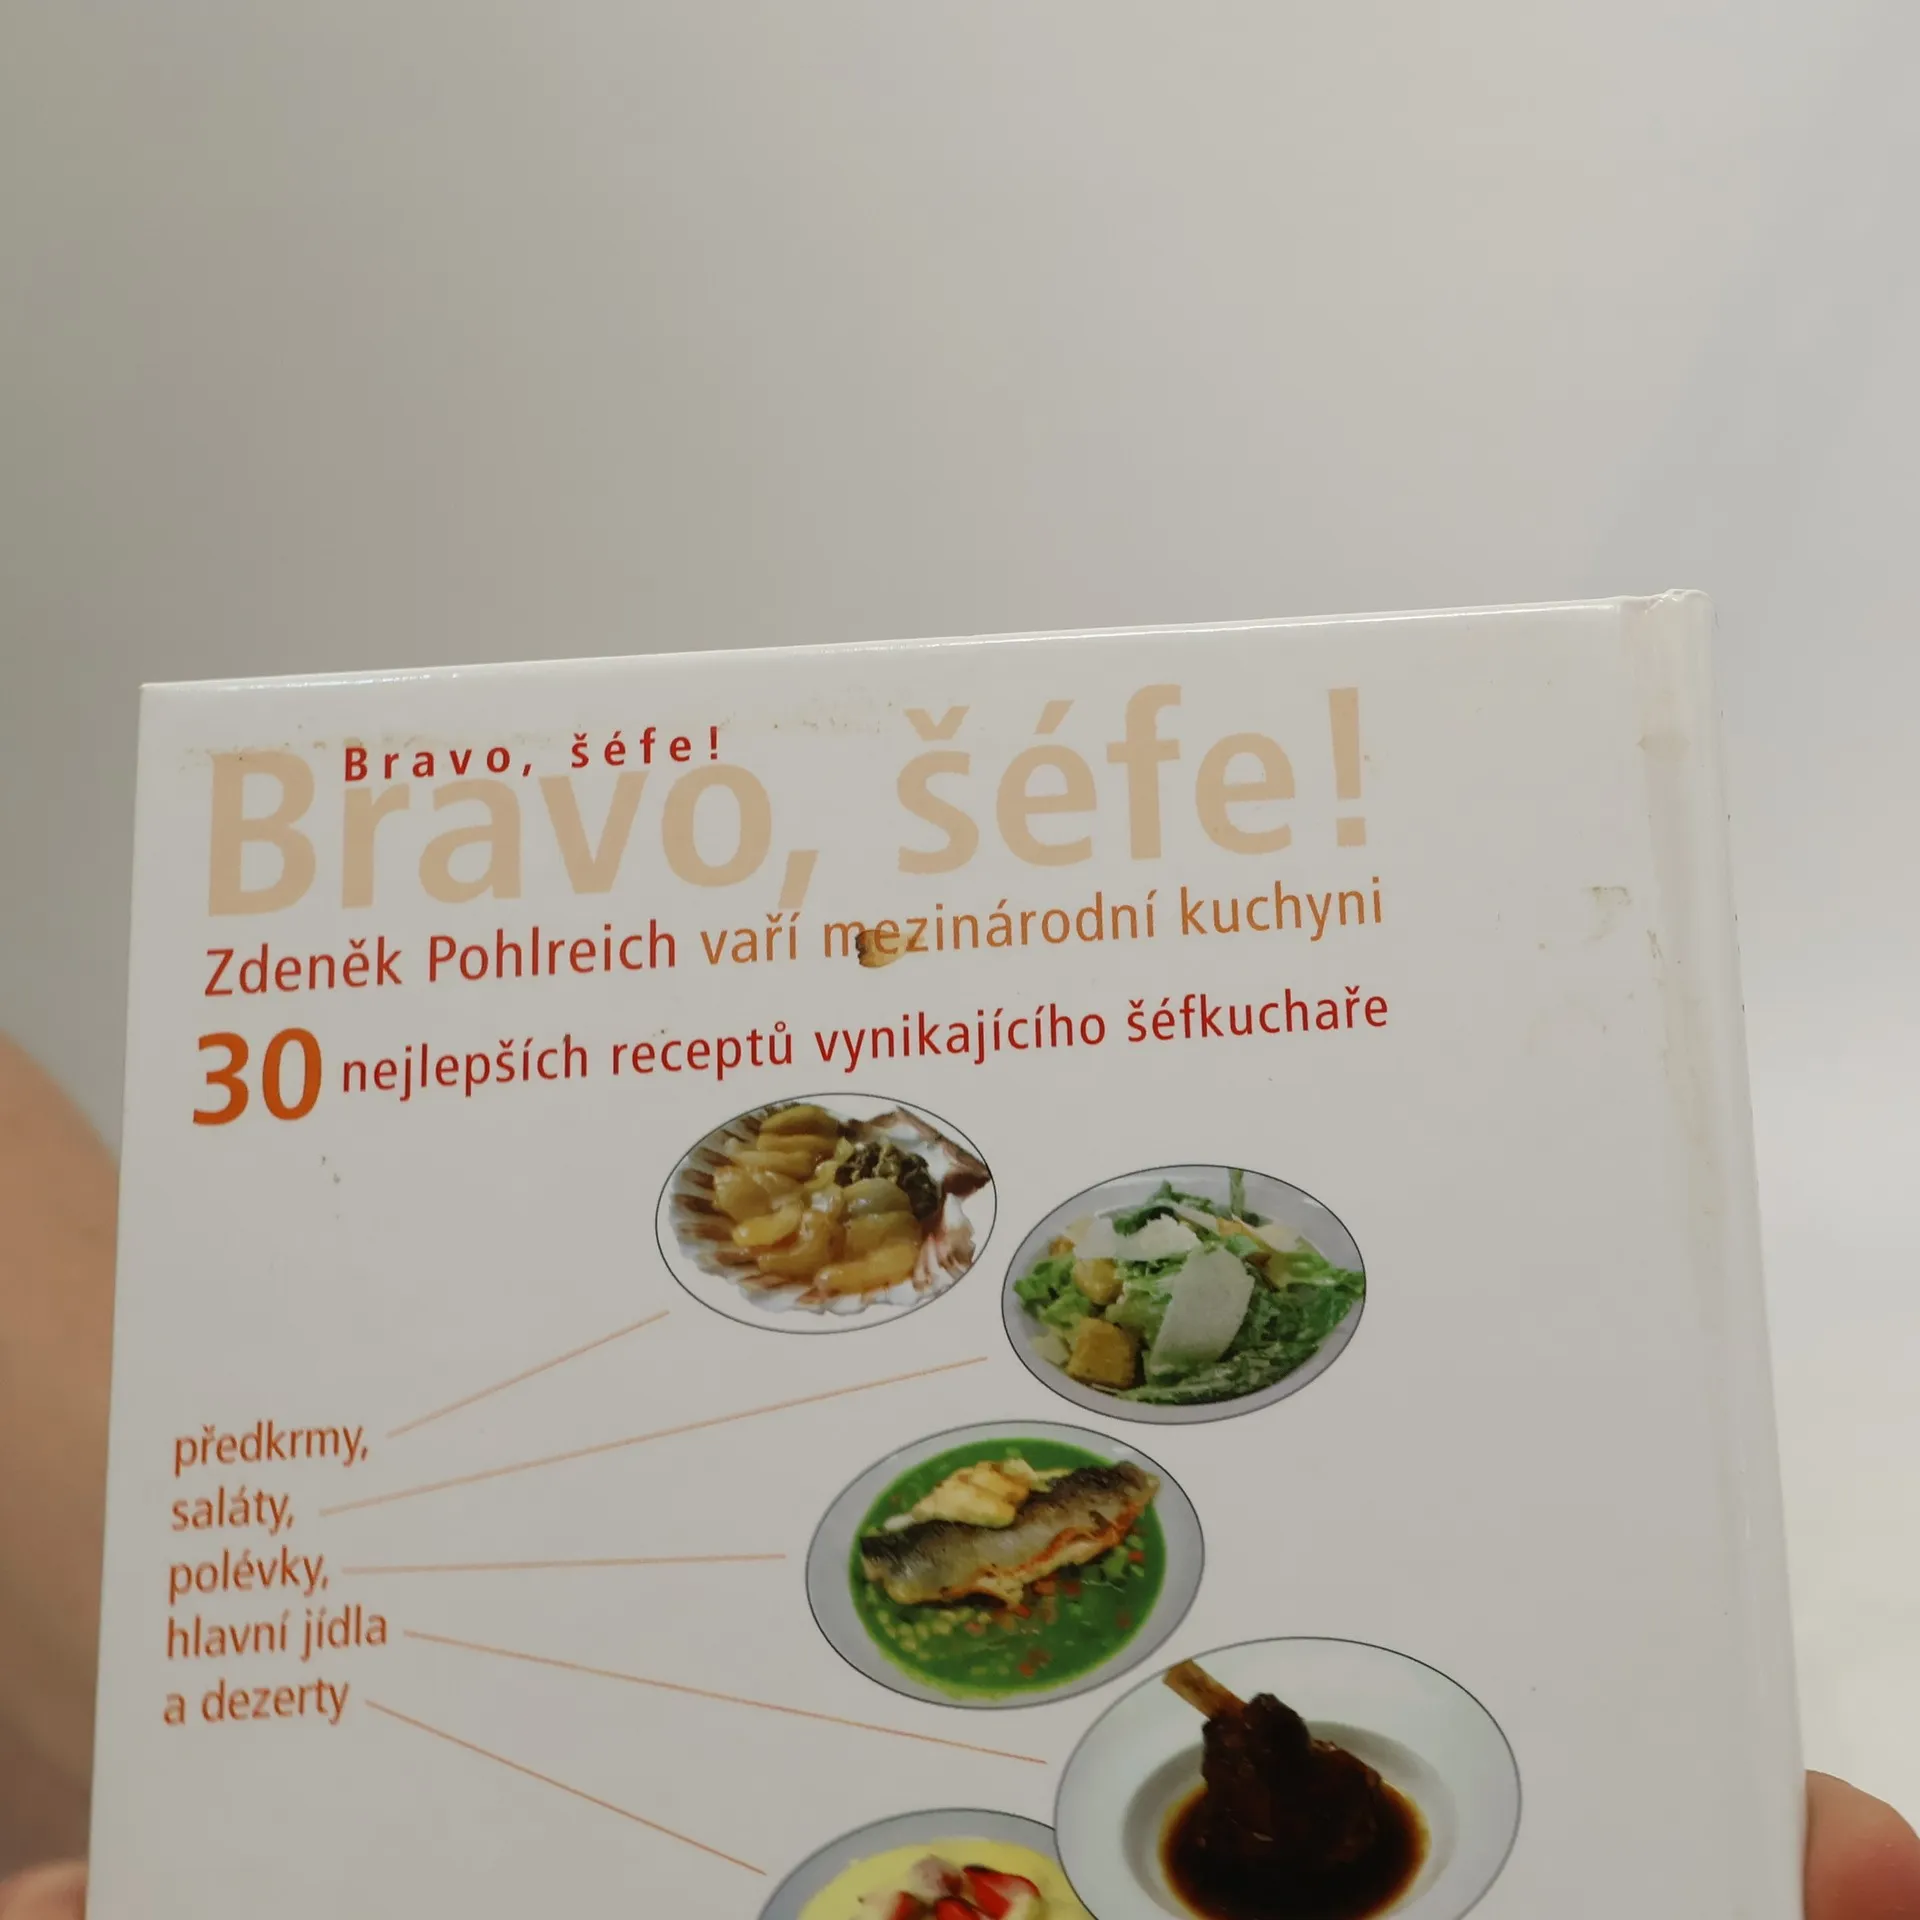 Bravo, šéfe!
Bravo, šéfe!
Zdeněk Pohlreich vaří mezinárodní kuchyni
30 nejlepších receptů vynikajícího šéfkuchaře
předkrmy,
saláty,
polévky,
hlavní jídla
a dezerty